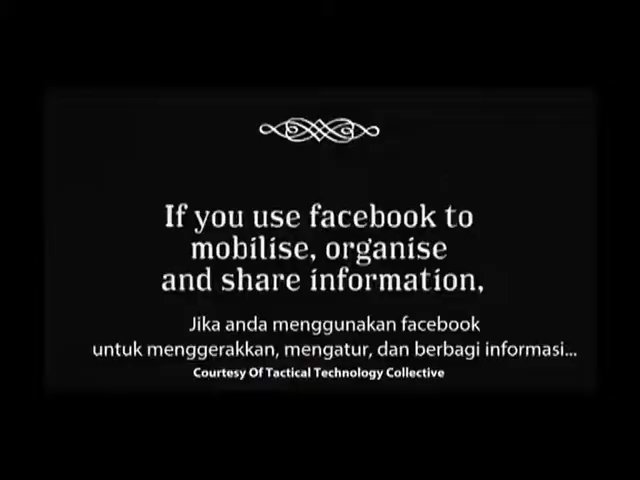 If you use facebook to
mobilise, organise
and share information,
Jika anda menggunakan facebook
untuk menggerakkan, mengatur, dan berbagi informasi...
Courtesy Of Tactical Technology Collective